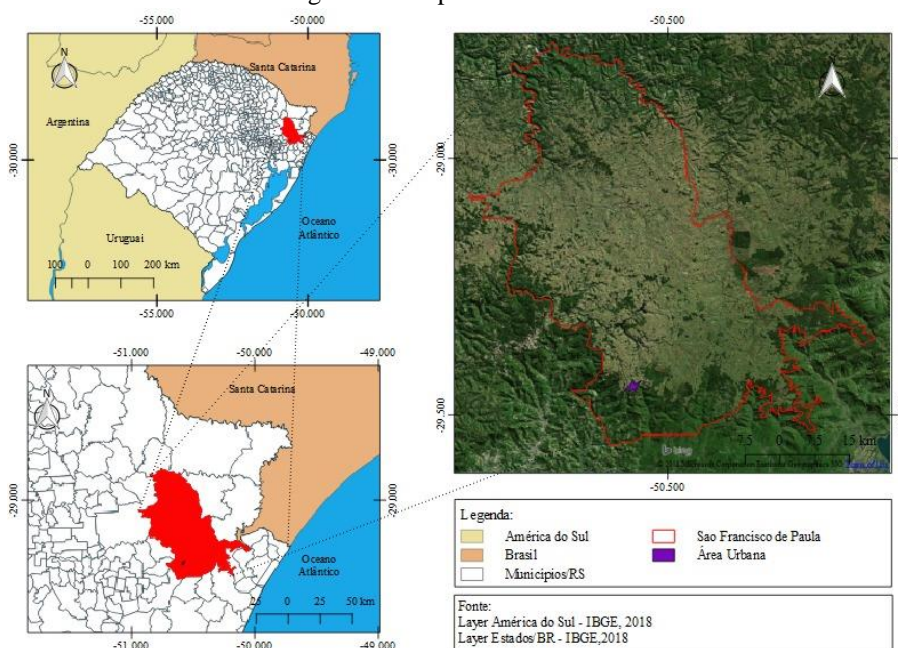 -55.000
-50.000
N
Santa Catarina
Argentina
30.000
-30.000
Uruguai
Oceano
Atlântico
100 0 100 200 km
-55.000
-50.000
-50.500
-29.000
-29.500
7.5 0 7.5 15 km
bing
-50.500
-51.000
-50.000
-49.000
N
Santa Catarina
-29.000
-29.000
Oceano
Atlântico
25 0 25 50 km
-51.000
-50.000
-49.000
Legenda:
América do Sul
Brasil
Municipios/RS
Sao Francisco de Paula
Área Urbana
Fonte:
Layer América do Sul - IBGE, 2018
Layer Estados/BR - IBGE,2018